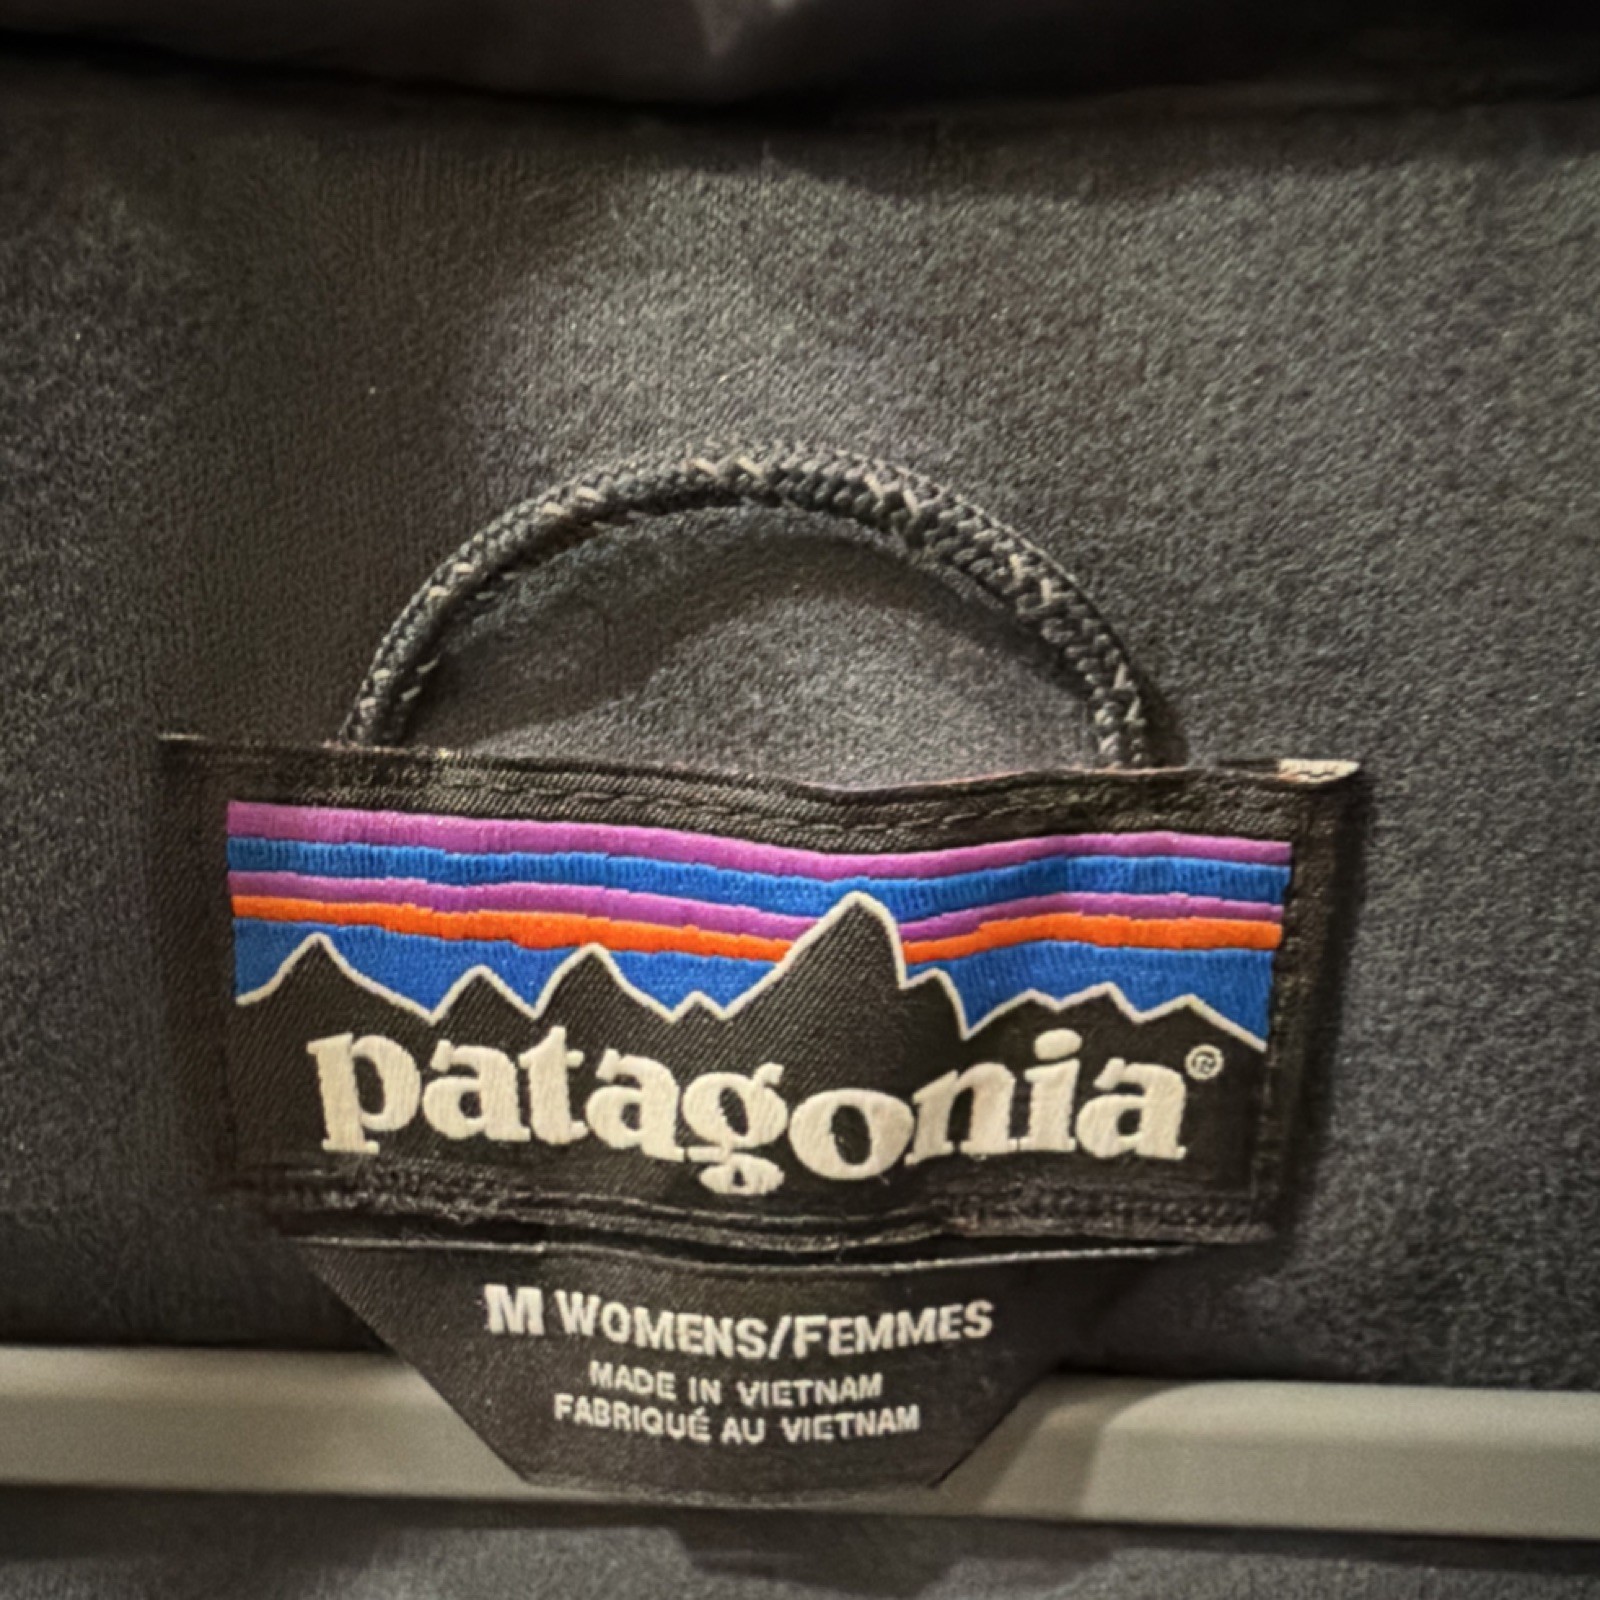 patagonia®
M WOMENS/FEMMES
MADE IN VIETNAM
FABRIQUÉ AU VIETNAM